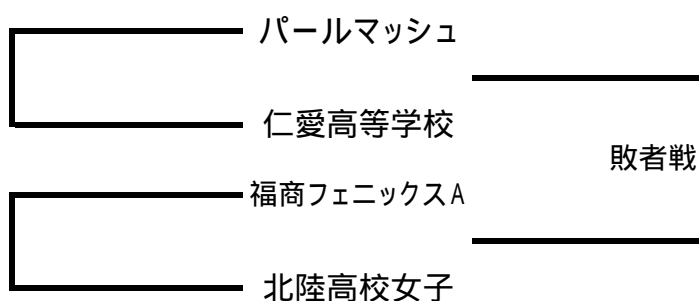 パールマッシュ
仁愛高等学校
敗者戦
福商フェニックスA
北陸高校女子